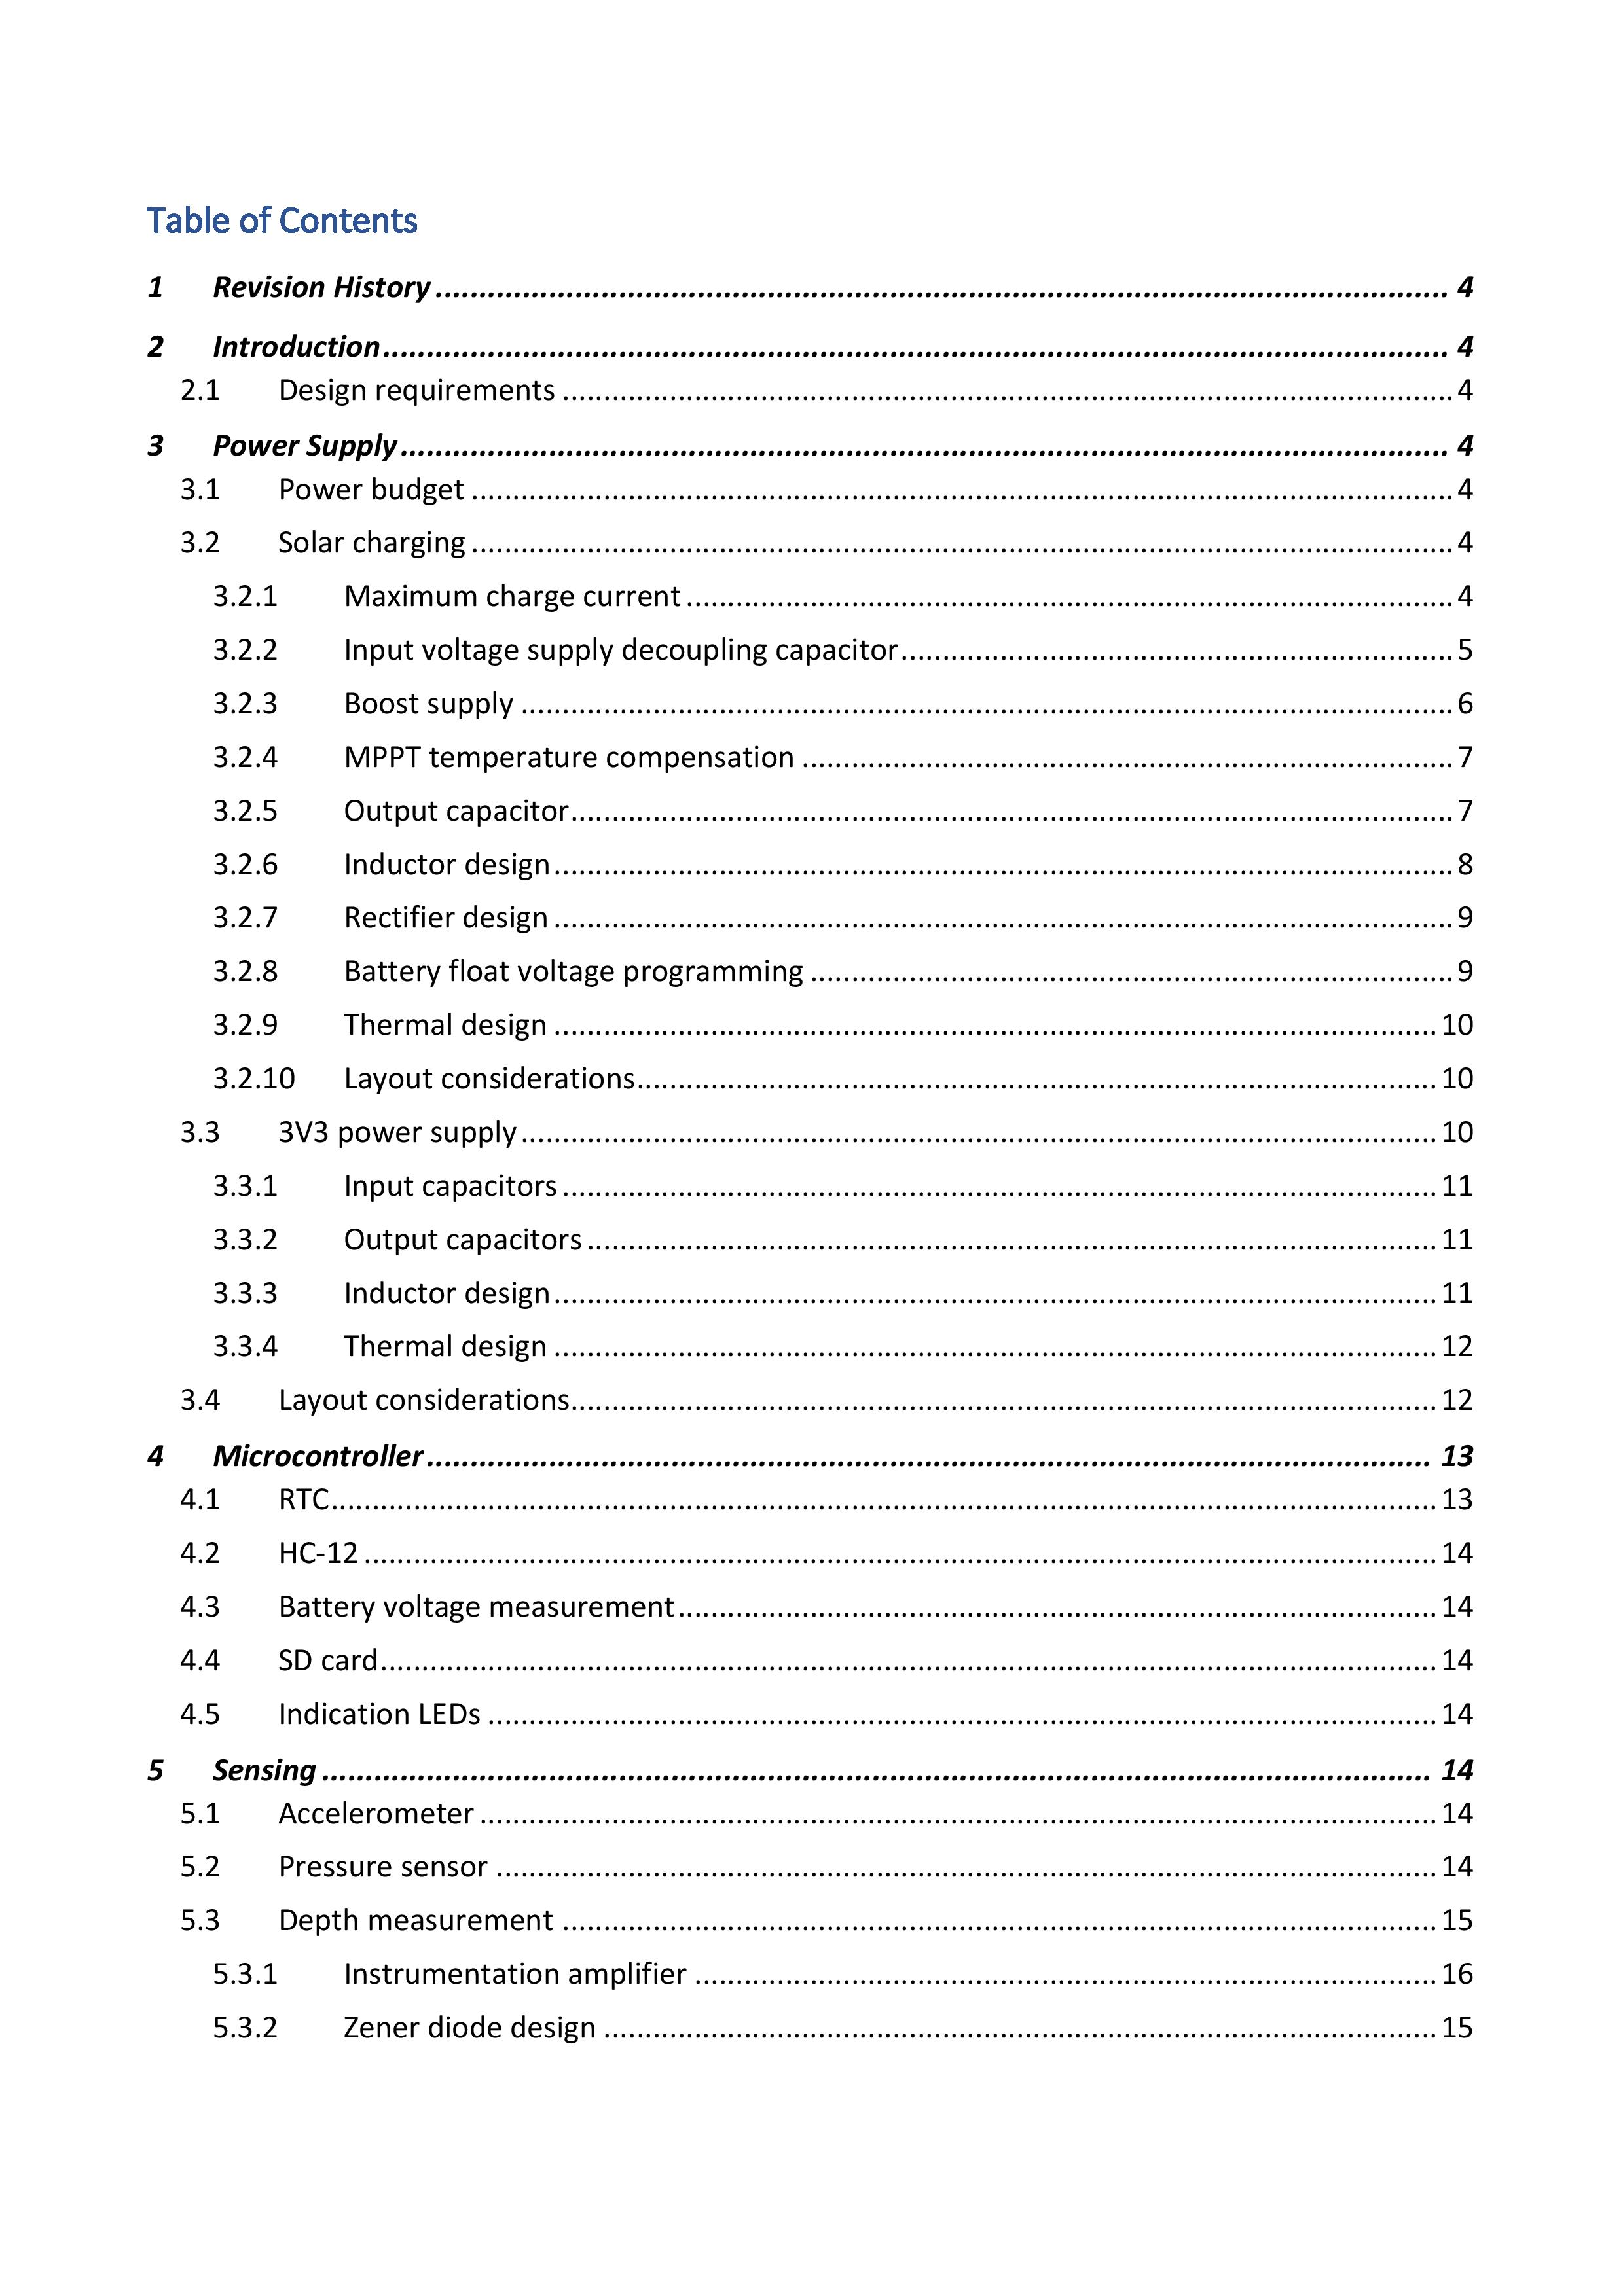 Table of Contents
1 Revision History 4
2 Introduction 4
2.1 Design requirements 4
3 Power Supply 4
3.1 Power budget 4
3.2 Solar charging 4
3.2.1 Maximum charge current 4
3.2.2 Input voltage supply decoupling capacitor 5
3.2.3 Boost supply 6
3.2.4 MPPT temperature compensation 7
3.2.5 Output capacitor 7
3.2.6 Inductor design 8
3.2.7 Rectifier design 9
3.2.8 Battery float voltage programming 9
3.2.9 Thermal design 10
3.2.10 Layout considerations 10
3.3 3V3 power supply 10
3.3.1 Input capacitors 11
3.3.2 Output capacitors 11
3.3.3 Inductor design 11
3.3.4 Thermal design 12
3.4 Layout considerations 12
4 Microcontroller 13
4.1 RTC 13
4.2 HC-12 14
4.3 Battery voltage measurement 14
4.4 SD card 14
4.5 Indication LEDs 14
5 Sensing 14
5.1 Accelerometer 14
5.2 Pressure sensor 14
5.3 Depth measurement 15
5.3.1 Instrumentation amplifier 16
5.3.2 Zener diode design 15